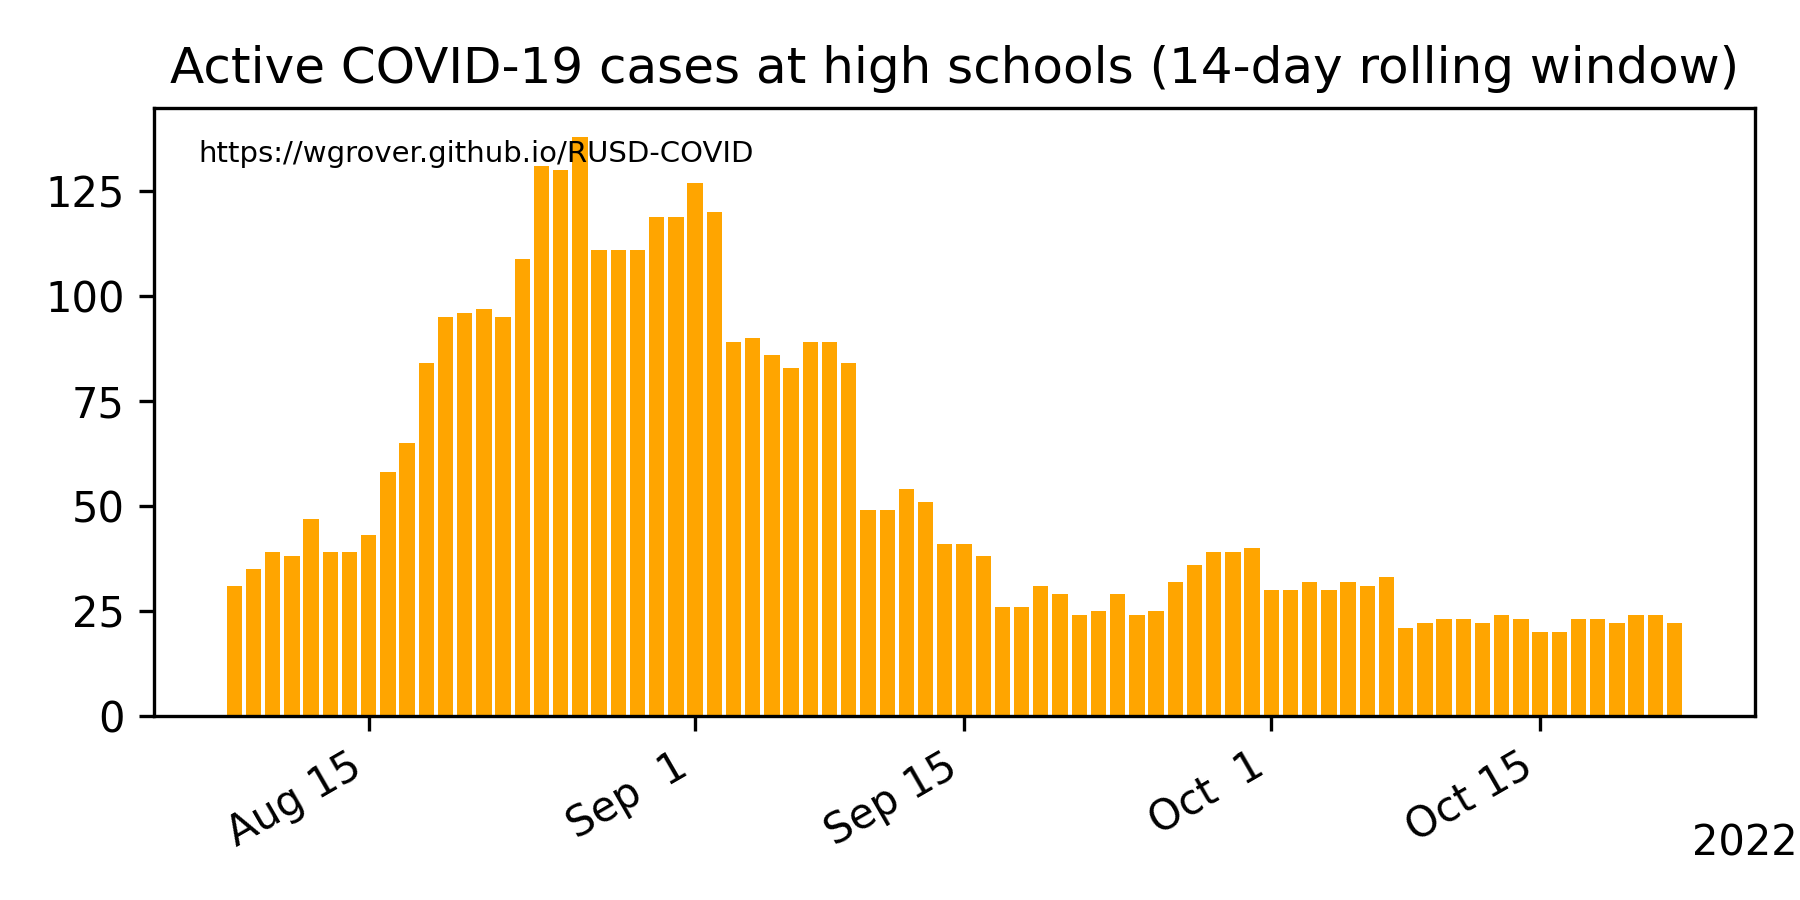 Active COVID-19 cases at high schools (14-day rolling window)
https://wgrover.github.io/RUSD-COVID
125
100
75
50
25
0
Aug 15
Sep 1
Sep 15
Oct 1
Oct 15
2022